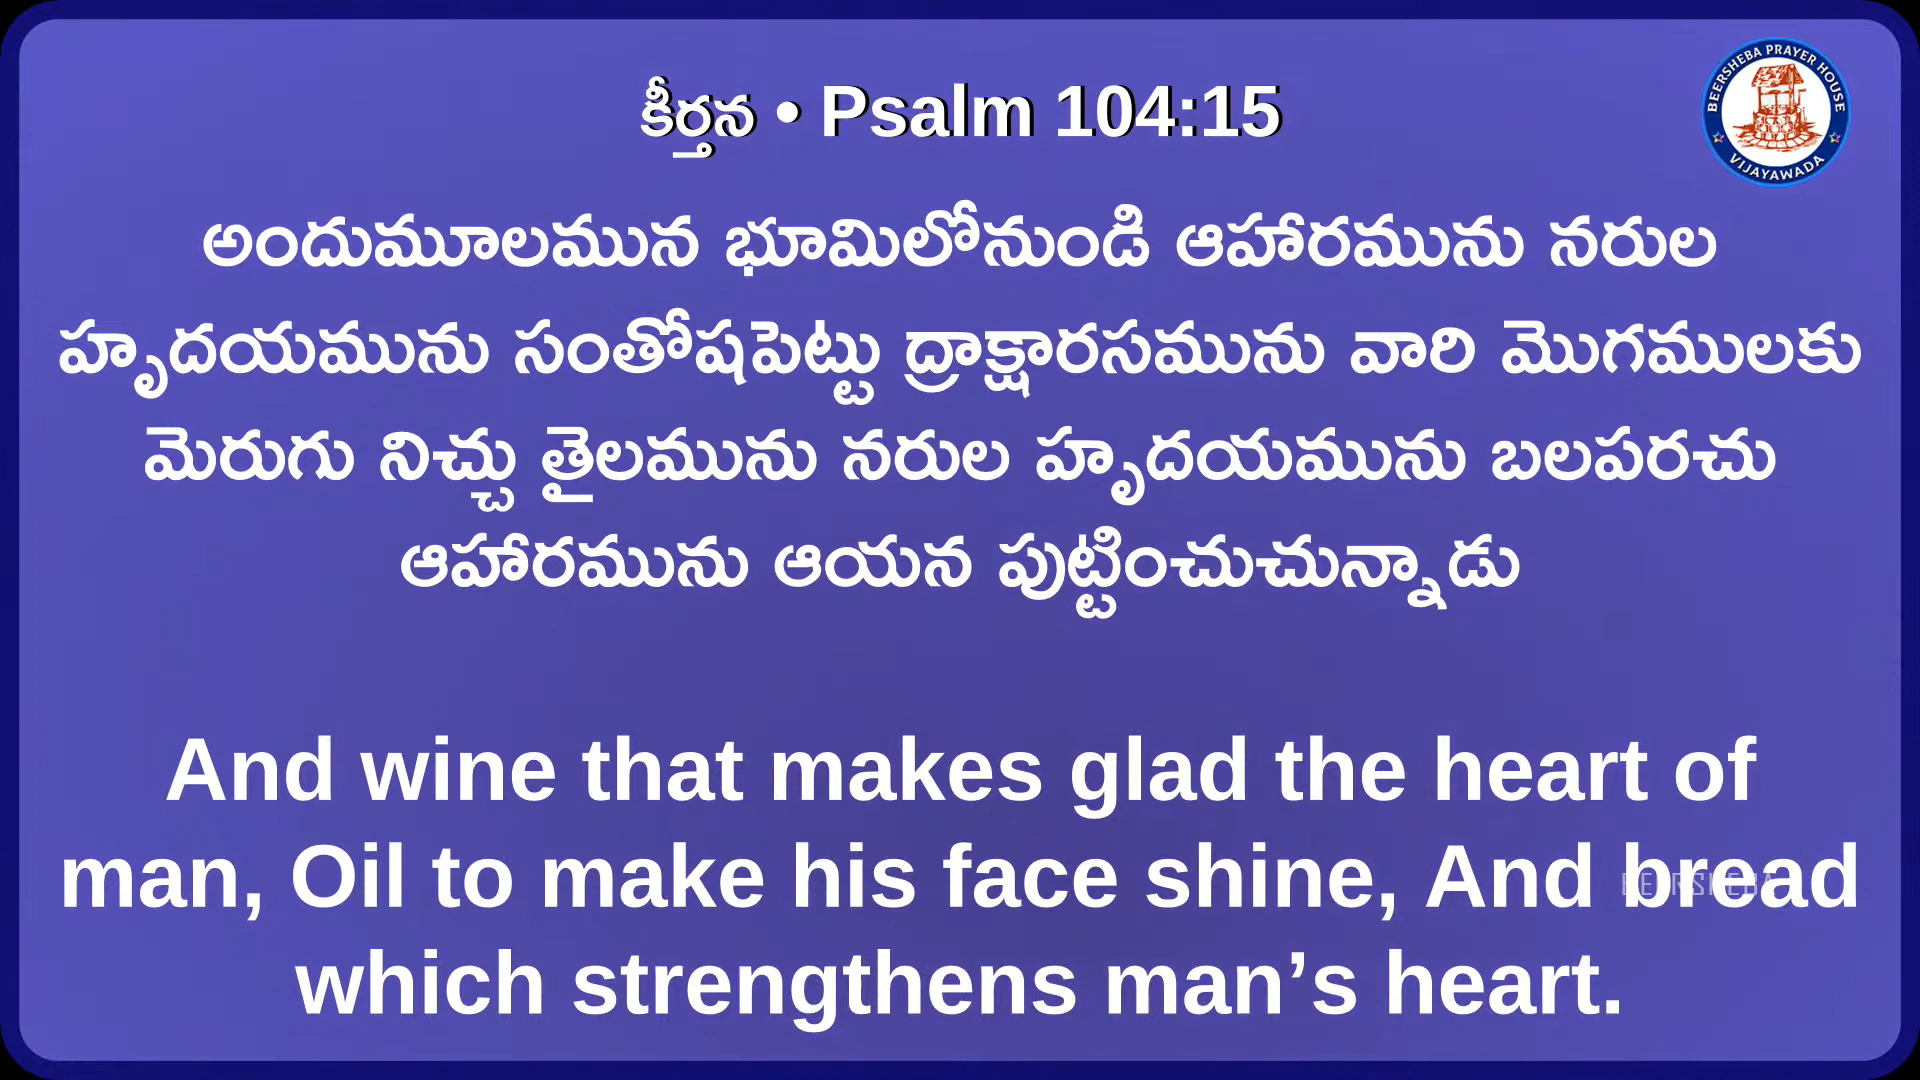 కీర్తన • Psalm 104:15
BEERSHEBA PRAYER HOUSE
VIJAYAWADA
అందుమూలమున భూమిలోనుండి ఆహారమును నరుల
హృదయమును సంతోషపెట్టు ద్రాక్షారసమును వారి మొగములకు
మెరుగు నిచ్చు తైలమును నరుల హృదయమును బలపరచు
ఆహారమును ఆయన పుట్టించుచున్నాడు
And wine that makes glad the heart of
man, Oil to make his face shine, And bread
which strengthens man’s heart.
BEERSHEBA